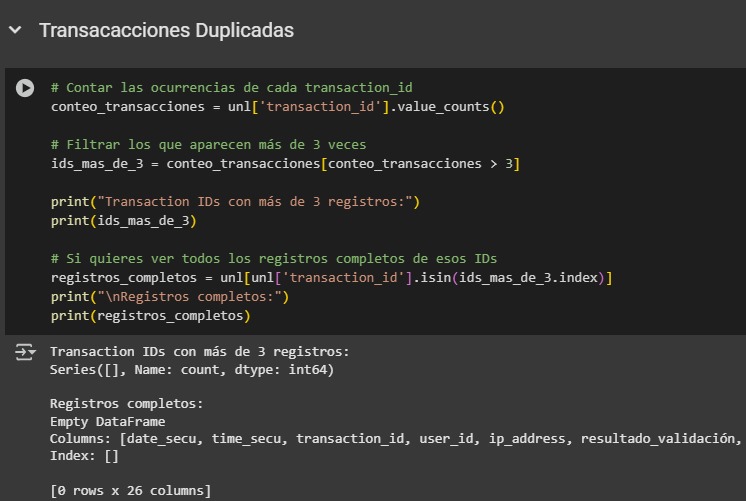 Transacacciones Duplicadas
# Contar las ocurrencias de cada transaction_id
conteo_transacciones = unl['transaction_id'].value_counts()
# Filtrar los que aparecen más de 3 veces
ids_mas_de_3 = conteo_transacciones[conteo_transacciones > 3]
print("Transaction IDs con más de 3 registros:")
print(ids_mas_de_3)
# Si quieres ver todos los registros completos de esos IDs
registros_completos = unl[unl['transaction_id'].isin(ids_mas_de_3.index)]
print("\nRegistros completos:")
print(registros_completos)
Transaction IDs con más de 3 registros:
Series([], Name: count, dtype: int64)
Registros completos:
Empty DataFrame
Columns: [date_secu, time_secu, transaction_id, user_id, ip_address, resultado_validación,
Index: []
[0 rows x 26 columns]